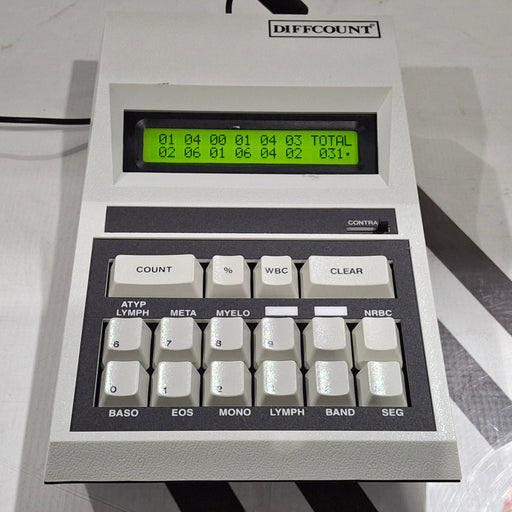 DIFFCOUNT
01 04 00 01 04 03 TOTAL
02 06 01 06 04 02 031
CONTRA
COUNT % WBC CLEAR
ATYP
LYMPH META MYELO NRBC
6 7 8 9
0 1 2
BASO EOS MONO LYMPH BAND SEG